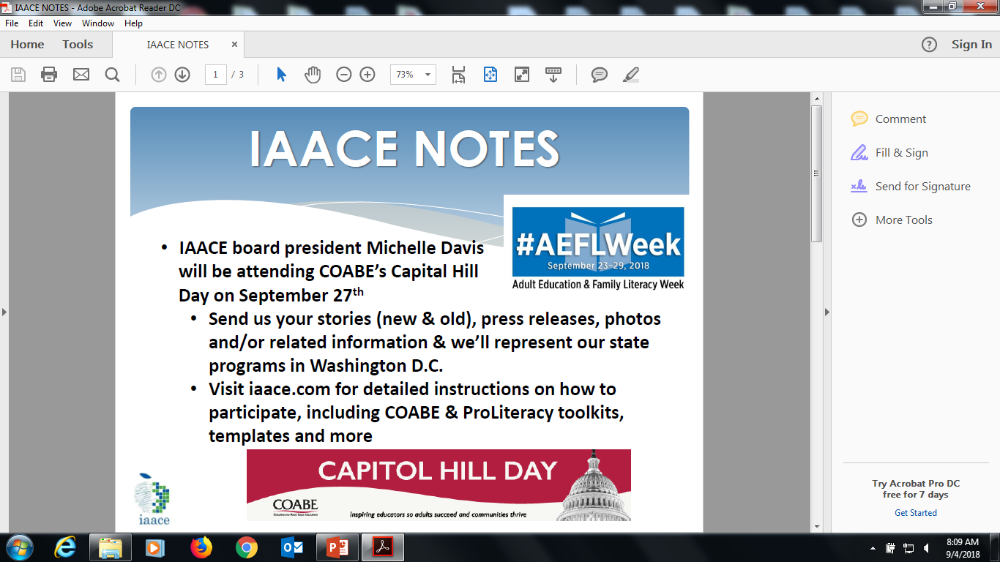 IAACE NOTES - Adobe Acrobat Reader DC
File Edit View Window Help
Home Tools IAACE NOTES × ? Sign In
1 / 3 73%
IAACE NOTES
#AEFLWeek
September 23–29, 2018
Adult Education & Family Literacy Week
• IAACE board president Michelle Davis
will be attending COABE’s Capital Hill
Day on September 27th
• Send us your stories (new & old), press releases, photos
and/or related information & we’ll represent our state
programs in Washington D.C.
• Visit iaace.com for detailed instructions on how to
participate, including COABE & ProLiteracy toolkits,
templates and more
CAPITOL HILL DAY
COABE
COALITION ON ADULT BASIC EDUCATION
Inspiring educators so adults succeed and communities thrive
iaace
Comment
Fill & Sign
Send for Signature
More Tools
Try Acrobat Pro DC
free for 7 days
Get Started
8:09 AM
9/4/2018